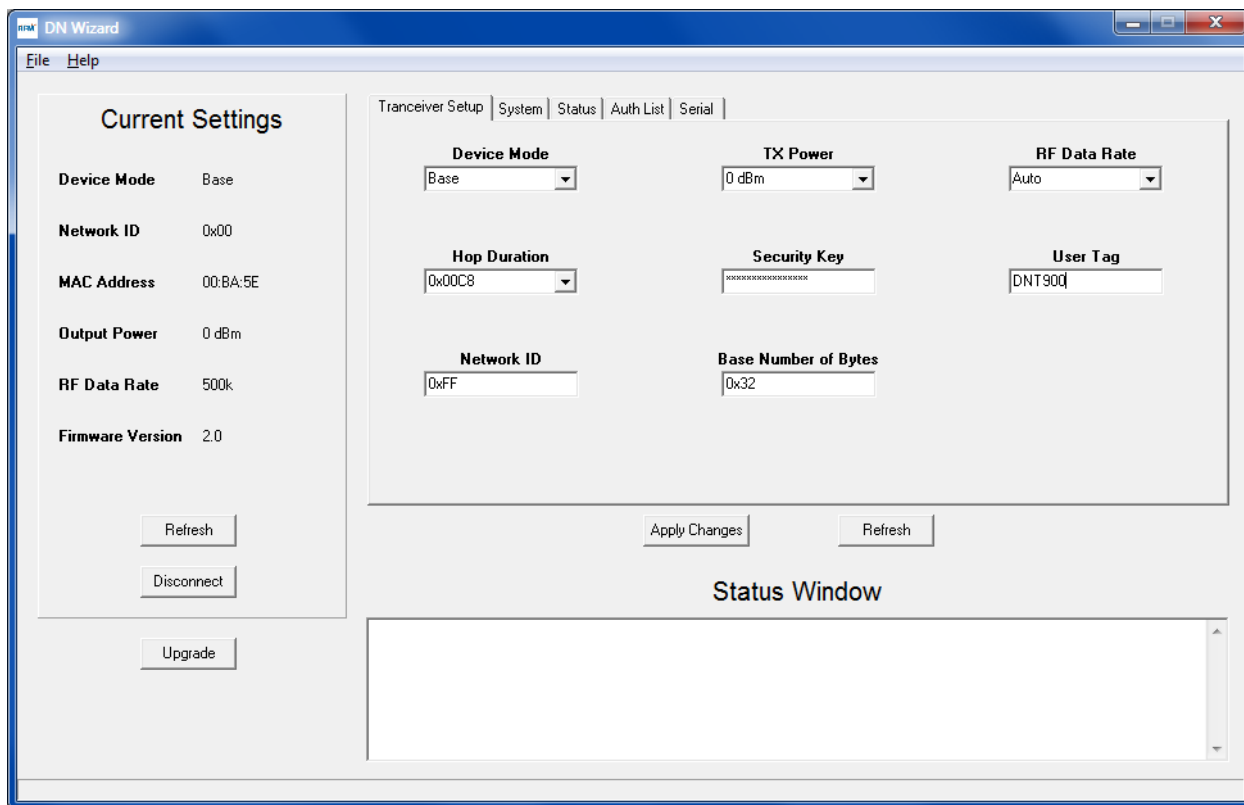 DN Wizard
File Help
Current Settings
Device Mode Base
Network ID 0x00
MAC Address 00:BA:5E
Output Power 0 dBm
RF Data Rate 500k
Firmware Version 2.0
Refresh
Disconnect
Upgrade
Tranceiver Setup System Status Auth List Serial
Device Mode TX Power RF Data Rate
Base 0 dBm Auto
Hop Duration Security Key User Tag
0x00C8 **************** DNT900
Network ID Base Number of Bytes
0xFF 0x32
Apply Changes Refresh
Status Window